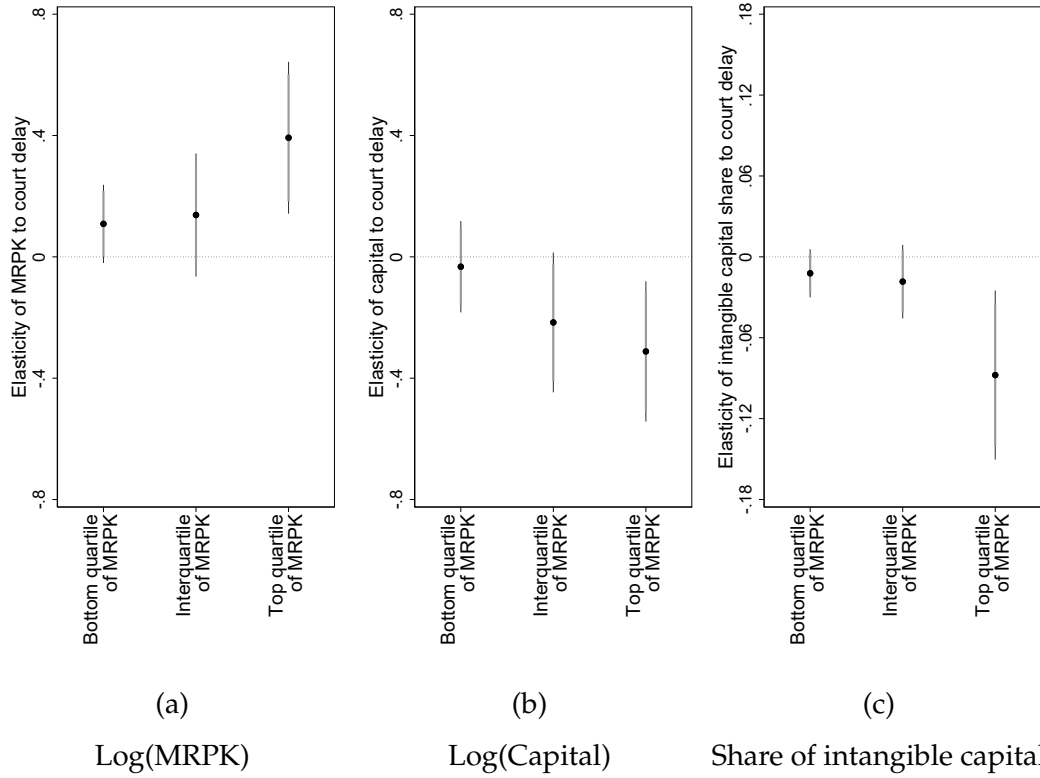 Elasticity of MRPK to court delay
.8
.4
0
-.4
-.8
Bottom quartile
of MRPK
Interquartile
of MRPK
Top quartile
of MRPK
(a)
Log(MRPK)
Elasticity of capital to court delay
.8
.4
0
-.4
-.8
Bottom quartile
of MRPK
Interquartile
of MRPK
Top quartile
of MRPK
(b)
Log(Capital)
Elasticity of intangible capital share to court delay
.18
.12
.06
0
-.06
-.12
-.18
Bottom quartile
of MRPK
Interquartile
of MRPK
Top quartile
of MRPK
(c)
Share of intangible capital